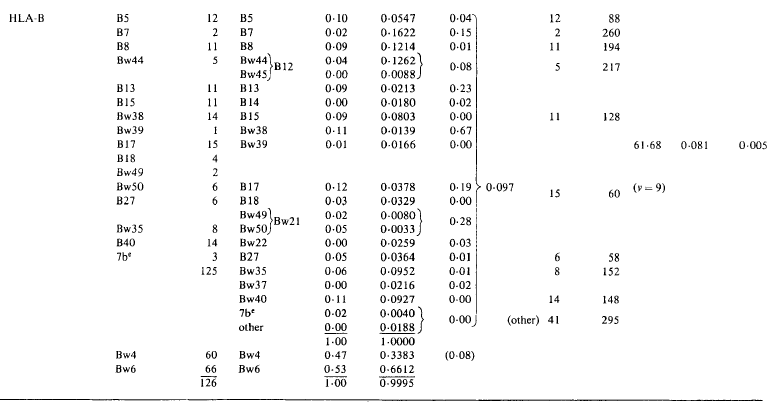 HLA-B B5 12 B5 0·10 0·0547 0·04 12 88
B7 2 B7 0·02 0·1622 0·15 2 260
B8 11 B8 0·09 0·1214 0·01 11 194
Bw44 5 Bw44 0·04 0·1262
B12 0·08 5 217
Bw45 0·00 0·0088
B13 11 B13 0·09 0·0213 0·23
B15 11 B14 0·00 0·0180 0·02
Bw38 14 B15 0·09 0·0803 0·00 11 128
Bw39 1 Bw38 0·11 0·0139 0·67
B17 15 Bw39 0·01 0·0166 0·00 61·68 0·081 0·005
B18 4
Bw49 2
Bw50 6 B17 0·12 0·0378 0·19 0·097 15 60 (ν = 9)
B27 6 B18 0·03 0·0329 0·00
Bw49 0·02 0·0080
Bw21 0·28
Bw35 8 Bw50 0·05 0·0033
B40 14 Bw22 0·00 0·0259 0·03
7bᵉ 3 B27 0·05 0·0364 0·01 6 58
125 Bw35 0·06 0·0952 0·01 8 152
Bw37 0·00 0·0216 0·02
Bw40 0·11 0·0927 0·00 14 148
7bᵉ 0·02 0·0040
0·00 (other) 41 295
other 0·00 0·0188
1·00 1·0000
Bw4 60 Bw4 0·47 0·3383 (0·08)
Bw6 66 Bw6 0·53 0·6612
126 1·00 0·9995